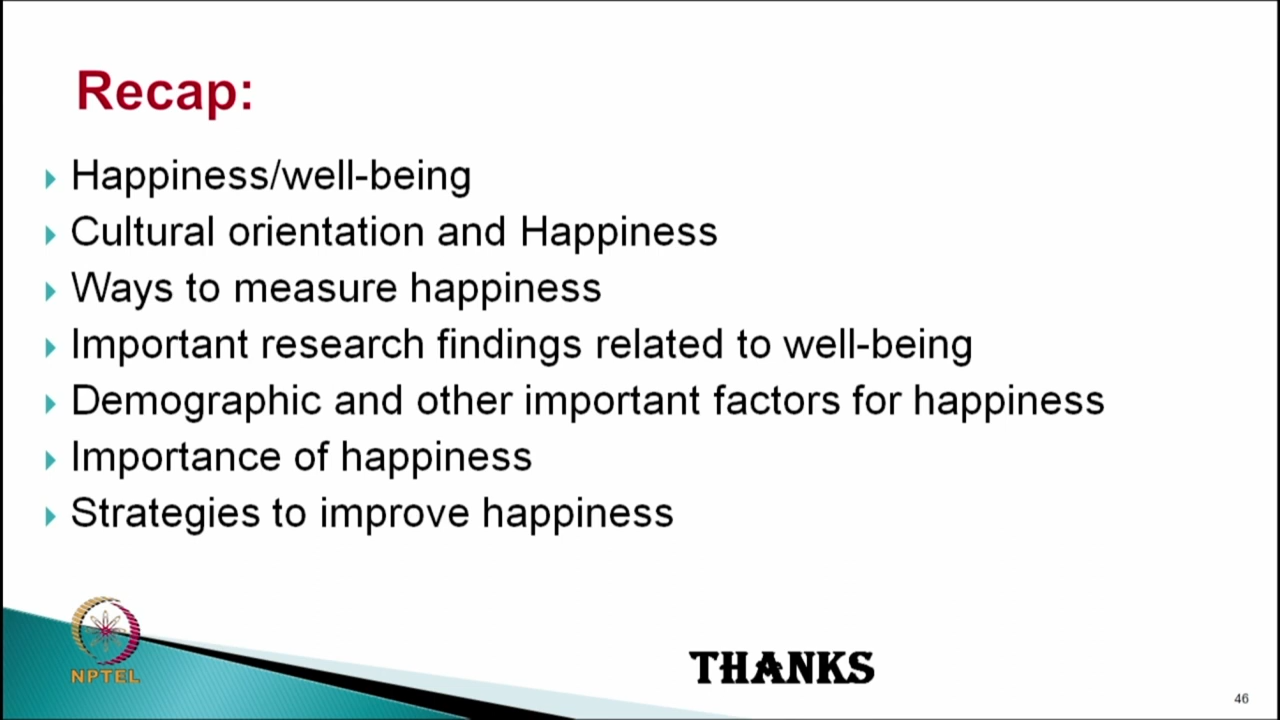 Recap:
Happiness/well-being
Cultural orientation and Happiness
Ways to measure happiness
Important research findings related to well-being
Demographic and other important factors for happiness
Importance of happiness
Strategies to improve happiness
NPTEL
THANKS
46